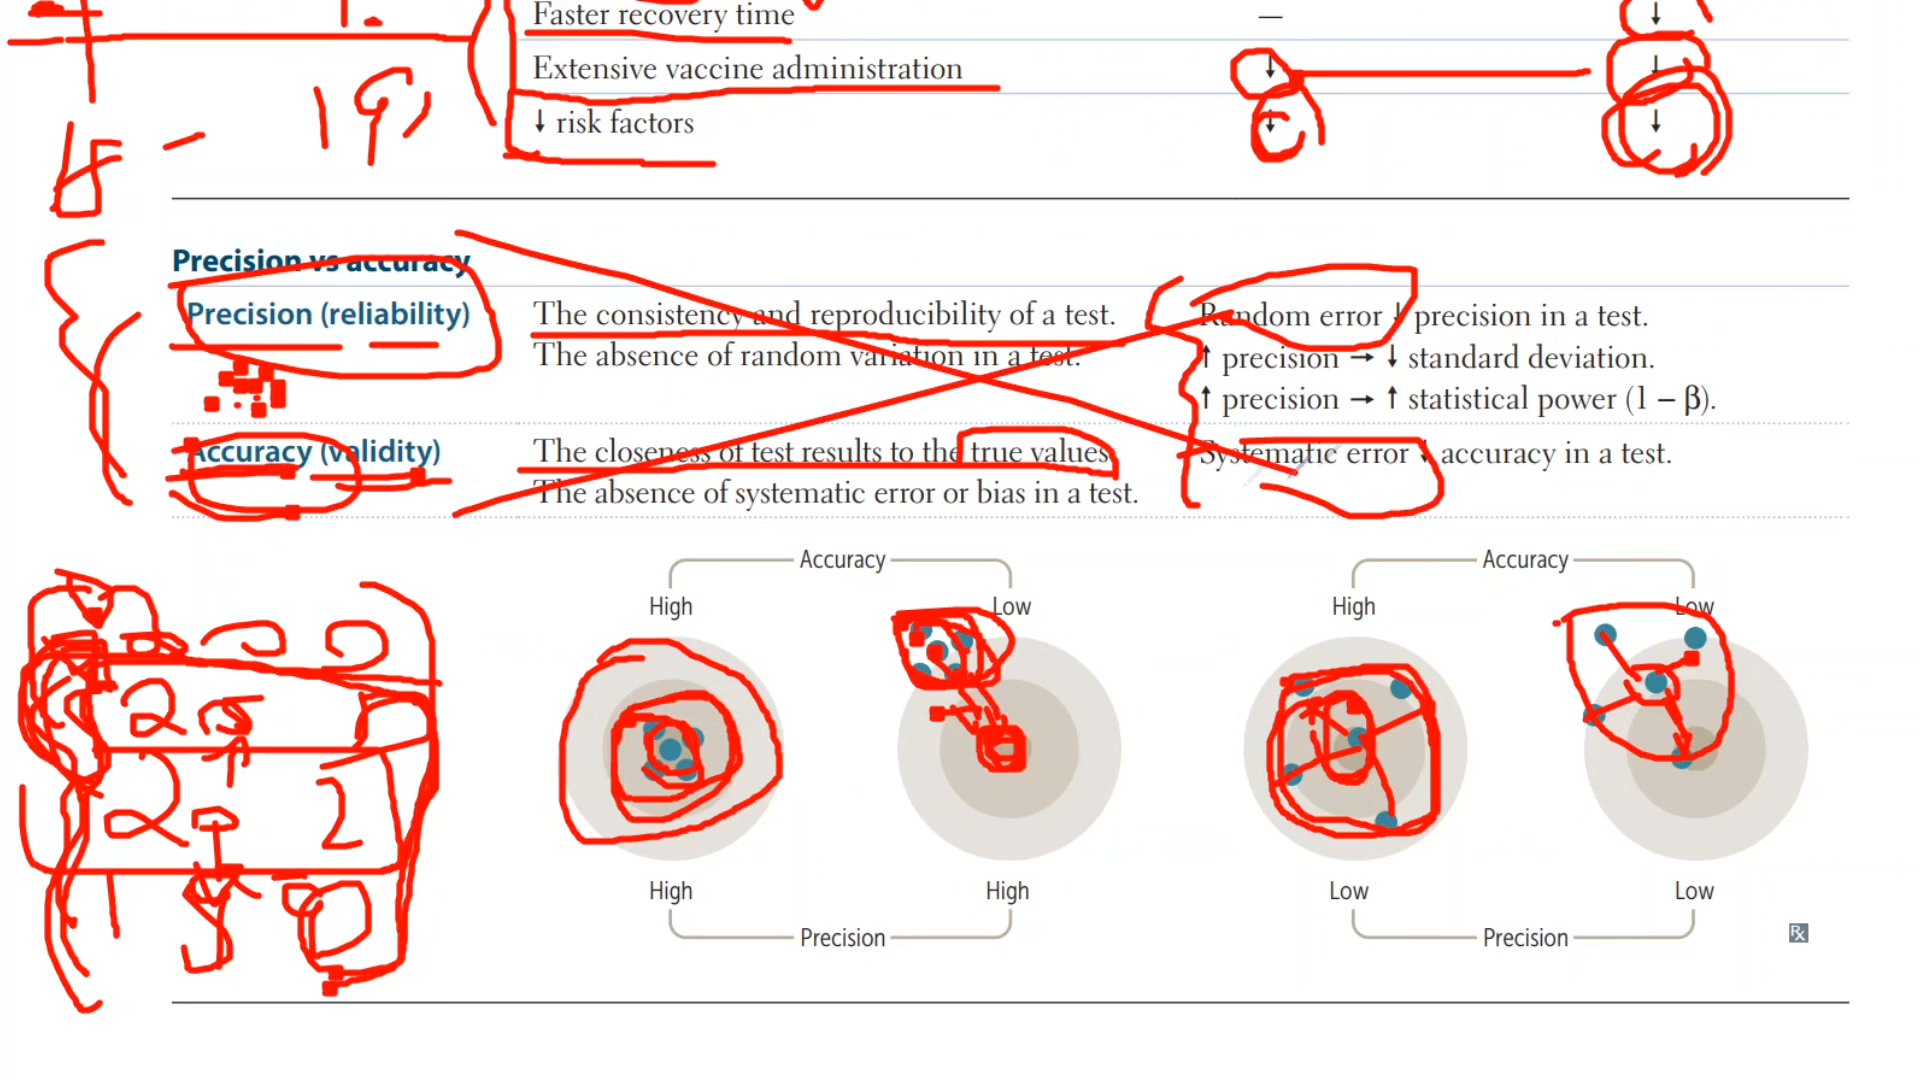 Faster recovery time — ↓
Extensive vaccine administration ↓ ↓
↓ risk factors ↓ ↓
Precision vs accuracy
Precision (reliability) The consistency and reproducibility of a test. Random error ↓ precision in a test.
The absence of random variation in a test. ↑ precision → ↓ standard deviation.
↑ precision → ↑ statistical power (1 – β).
Accuracy (validity) The closeness of test results to the true values. Systematic error ↓ accuracy in a test.
The absence of systematic error or bias in a test.
Accuracy Accuracy
High Low High Low
High High Low Low
Precision Precision
Rx